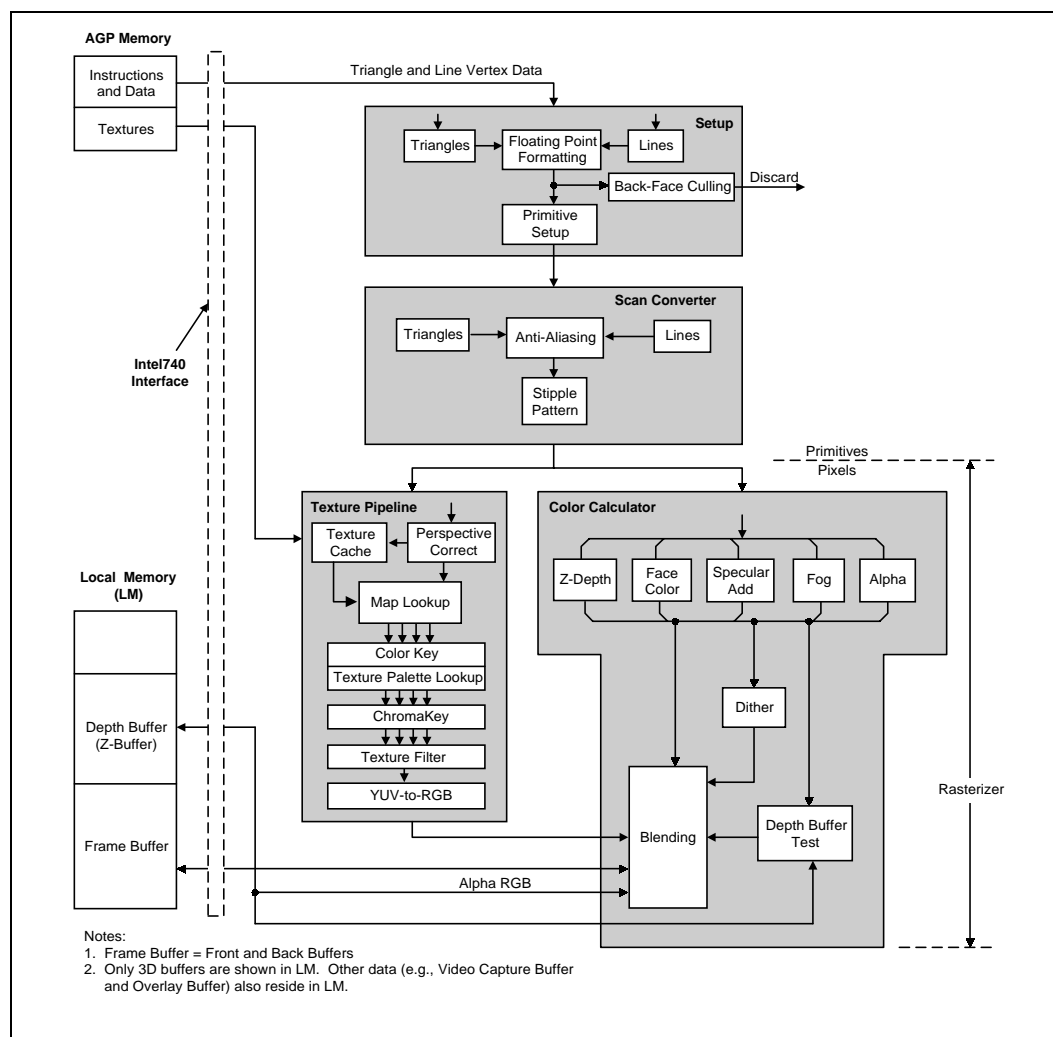 AGP Memory
Instructions
and Data
Textures
Triangle and Line Vertex Data
Setup
Triangles
Floating Point
Formatting
Lines
Back-Face Culling
Discard
Primitive
Setup
Scan Converter
Triangles
Anti-Aliasing
Lines
Stipple
Pattern
Intel740
Interface
Primitives
Pixels
Texture Pipeline
Texture
Cache
Perspective
Correct
Map Lookup
Color Key
Texture Palette Lookup
ChromaKey
Texture Filter
YUV-to-RGB
Color Calculator
Z-Depth
Face
Color
Specular
Add
Fog
Alpha
Dither
Blending
Depth Buffer
Test
Rasterizer
Local Memory
(LM)
Depth Buffer
(Z-Buffer)
Frame Buffer
Alpha RGB
Notes:
1. Frame Buffer = Front and Back Buffers
2. Only 3D buffers are shown in LM. Other data (e.g., Video Capture Buffer
and Overlay Buffer) also reside in LM.